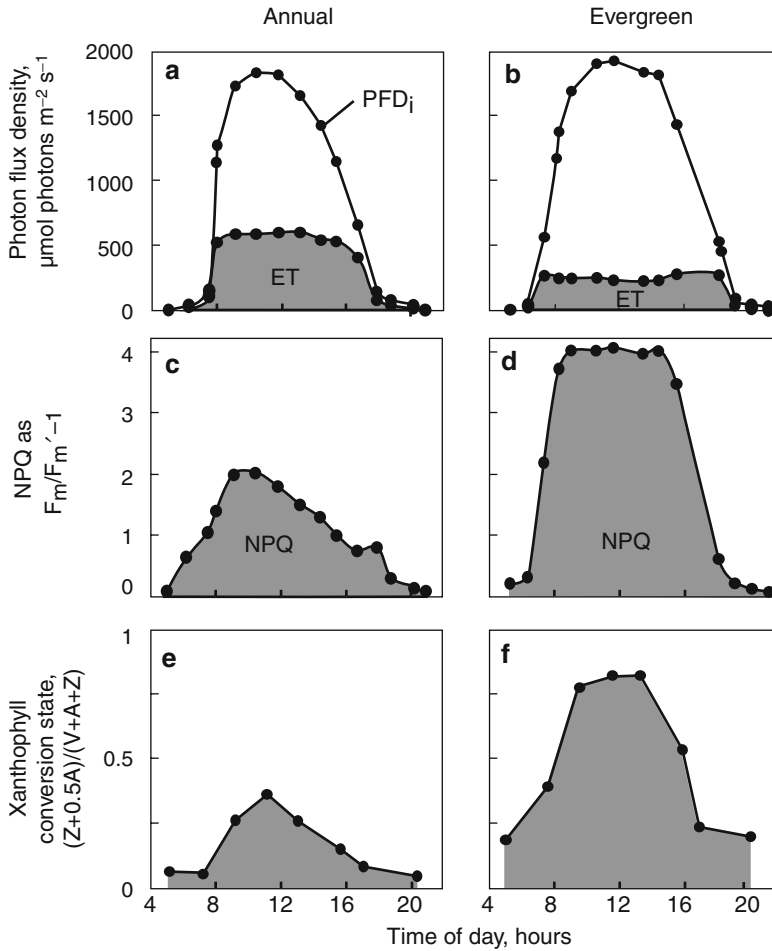 Annual
Evergreen
Photon flux density,
μmol photons m⁻² s⁻¹
2000
1500
1000
500
0
a
PFDᵢ
ET
b
ET
NPQ as
Fₘ/Fₘ′−1
4
3
2
1
0
c
NPQ
d
NPQ
Xanthophyll
conversion state,
(Z+0.5A)/(V+A+Z)
1
0.5
0
e
f
4 8 12 16 20 4 8 12 16 20
Time of day, hours